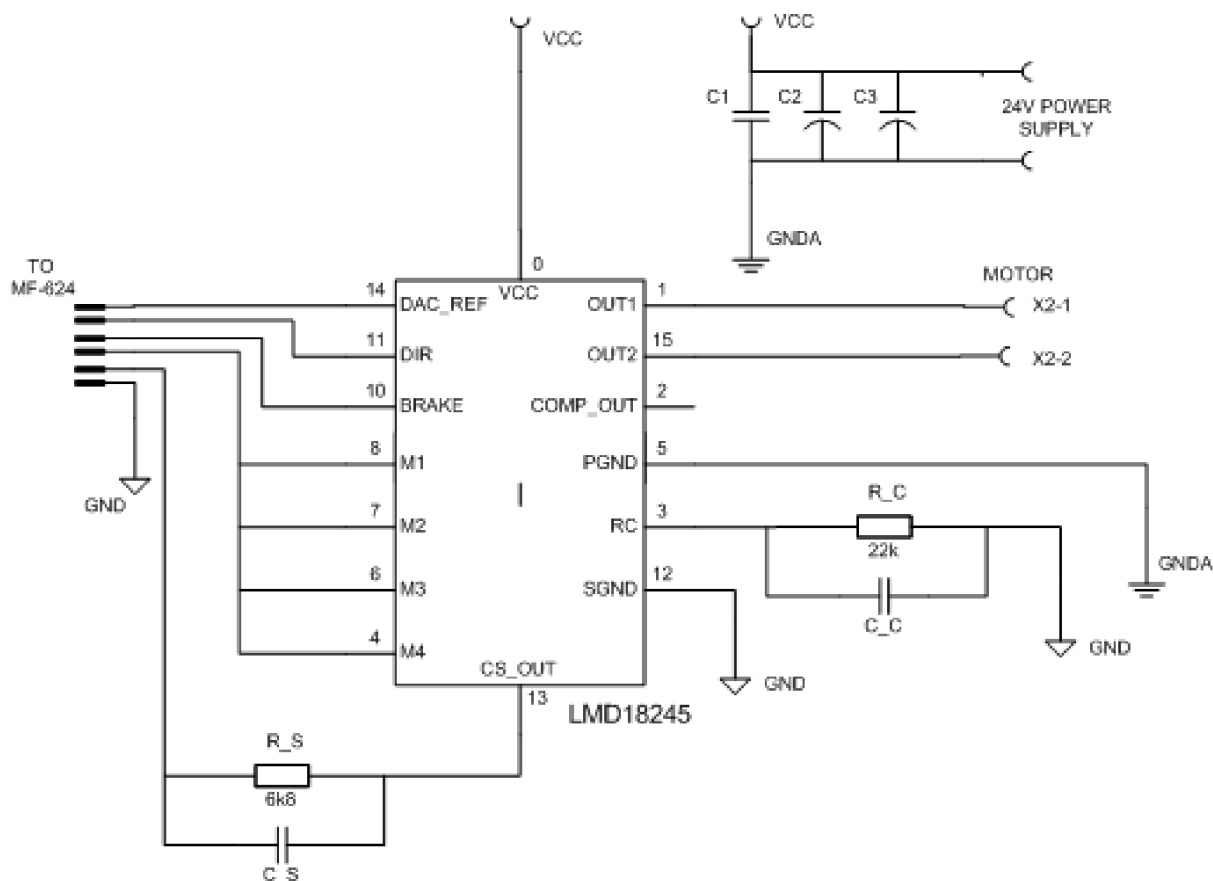 VCC
VCC
C1
C2
C3
24V POWER
SUPPLY
GNDA
TO
MF-624
0
VCC
MOTOR
14
DAC_REF
OUT1
1
X2-1
11
DIR
OUT2
15
X2-2
10
BRAKE
COMP_OUT
2
8
M1
PGND
5
GND
R_C
7
M2
RC
3
22k
GNDA
6
M3
SGND
12
C_C
GND
4
M4
CS_OUT
13
GND
LMD18245
R_S
6k8
C_S